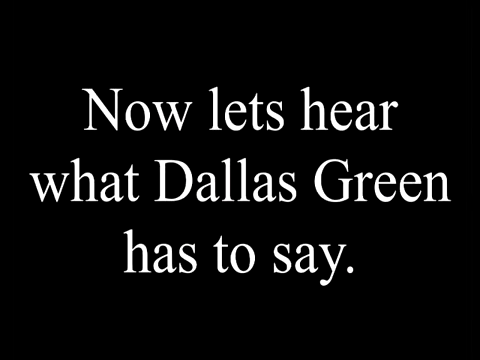 Now lets hear
what Dallas Green
has to say.